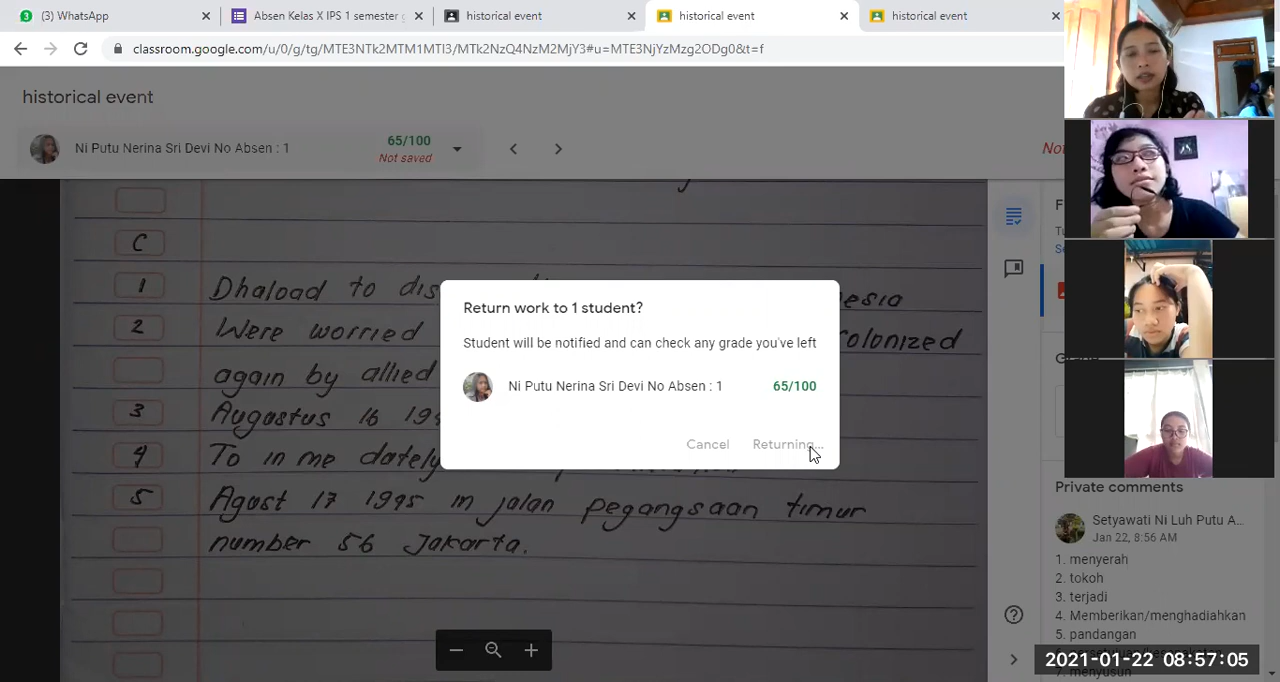 (3) WhatsApp
Absen Kelas X IPS 1 semester
historical event
historical event
historical event
classroom.google.com/u/0/g/tg/MTE3NTk2MTM1MTI3/MTk2NzQ4NzM2MjY3#u=MTE3NjYzMzg2ODg0&t=f
historical event
Ni Putu Nerina Sri Devi No Absen : 1
65/100
Not saved
C
1 Dhaload to
2 Were worried colonized
again by allied
3 Augustus 16
4 To in me dately
5 Agost 17 1995 in jalan pegangsaan timur
number 56 Jakarta.
Return work to 1 student?
Student will be notified and can check any grade you've left
Ni Putu Nerina Sri Devi No Absen : 1 65/100
Cancel Returning...
Private comments
Setyawati Ni Luh Putu A...
Jan 22, 8:56 AM
1. menyerah
2. tokoh
3. terjadi
4. Memberikan/menghadiahkan
5. pandangan
7. menyusun
2021-01-22 08:57:05